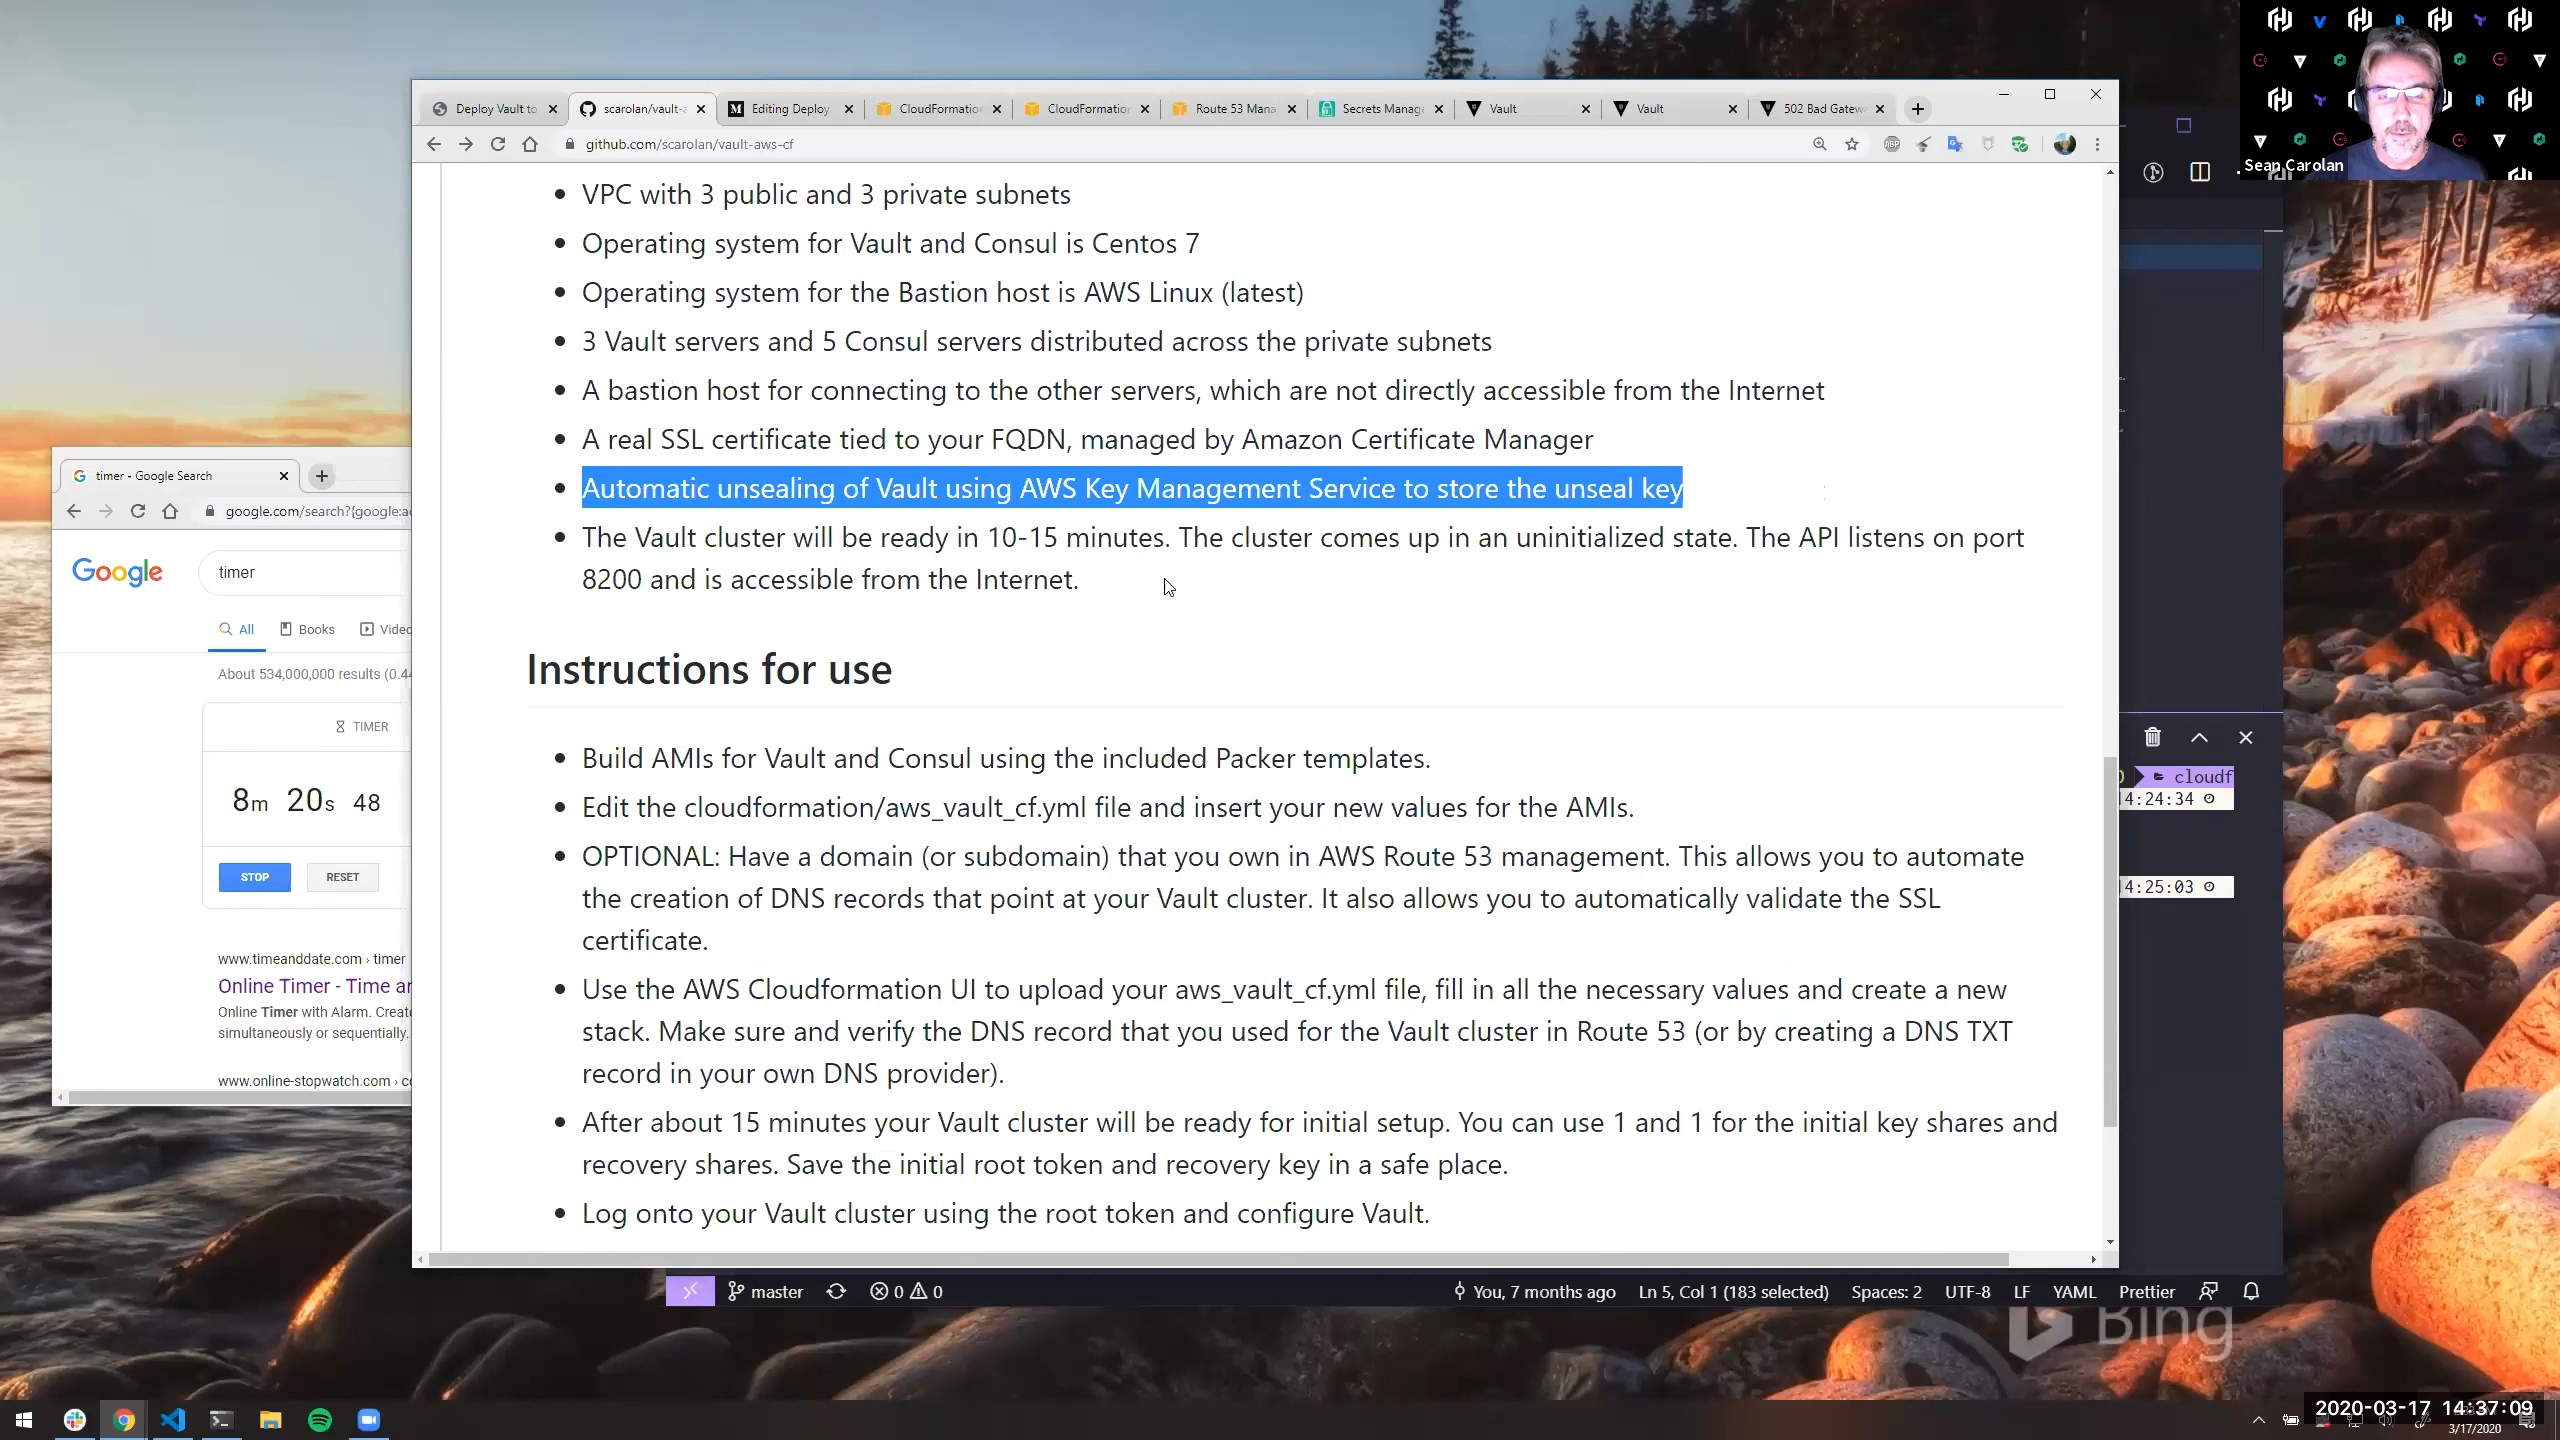 Sean Carolan
Deploy Vault to
scarolan/vault-a
Editing Deploy
CloudFormatio
CloudFormation
Route 53 Mana
Secrets Manag
Vault
Vault
502 Bad Gatew
github.com/scarolan/vault-aws-cf
VPC with 3 public and 3 private subnets
Operating system for Vault and Consul is Centos 7
Operating system for the Bastion host is AWS Linux (latest)
3 Vault servers and 5 Consul servers distributed across the private subnets
A bastion host for connecting to the other servers, which are not directly accessible from the Internet
A real SSL certificate tied to your FQDN, managed by Amazon Certificate Manager
Automatic unsealing of Vault using AWS Key Management Service to store the unseal key
The Vault cluster will be ready in 10-15 minutes. The cluster comes up in an uninitialized state. The API listens on port
8200 and is accessible from the Internet.
Instructions for use
Build AMIs for Vault and Consul using the included Packer templates.
Edit the cloudformation/aws_vault_cf.yml file and insert your new values for the AMIs.
OPTIONAL: Have a domain (or subdomain) that you own in AWS Route 53 management. This allows you to automate
the creation of DNS records that point at your Vault cluster. It also allows you to automatically validate the SSL
certificate.
Use the AWS Cloudformation UI to upload your aws_vault_cf.yml file, fill in all the necessary values and create a new
stack. Make sure and verify the DNS record that you used for the Vault cluster in Route 53 (or by creating a DNS TXT
record in your own DNS provider).
After about 15 minutes your Vault cluster will be ready for initial setup. You can use 1 and 1 for the initial key shares and
recovery shares. Save the initial root token and recovery key in a safe place.
Log onto your Vault cluster using the root token and configure Vault.
timer - Google Search
google.com/search?{google:a
Google
timer
All Books Video
About 534,000,000 results (0.4
TIMER
8m 20s 48
STOP RESET
www.timeanddate.com › timer
Online Timer - Time a
Online Timer with Alarm. Create
simultaneously or sequentially.
www.online-stopwatch.com › c
cloudf
4:24:34
4:25:03
master 0 0 You, 7 months ago Ln 5, Col 1 (183 selected) Spaces: 2 UTF-8 LF YAML Prettier
Bing
2020-03-17 14:37:09
3/17/2020